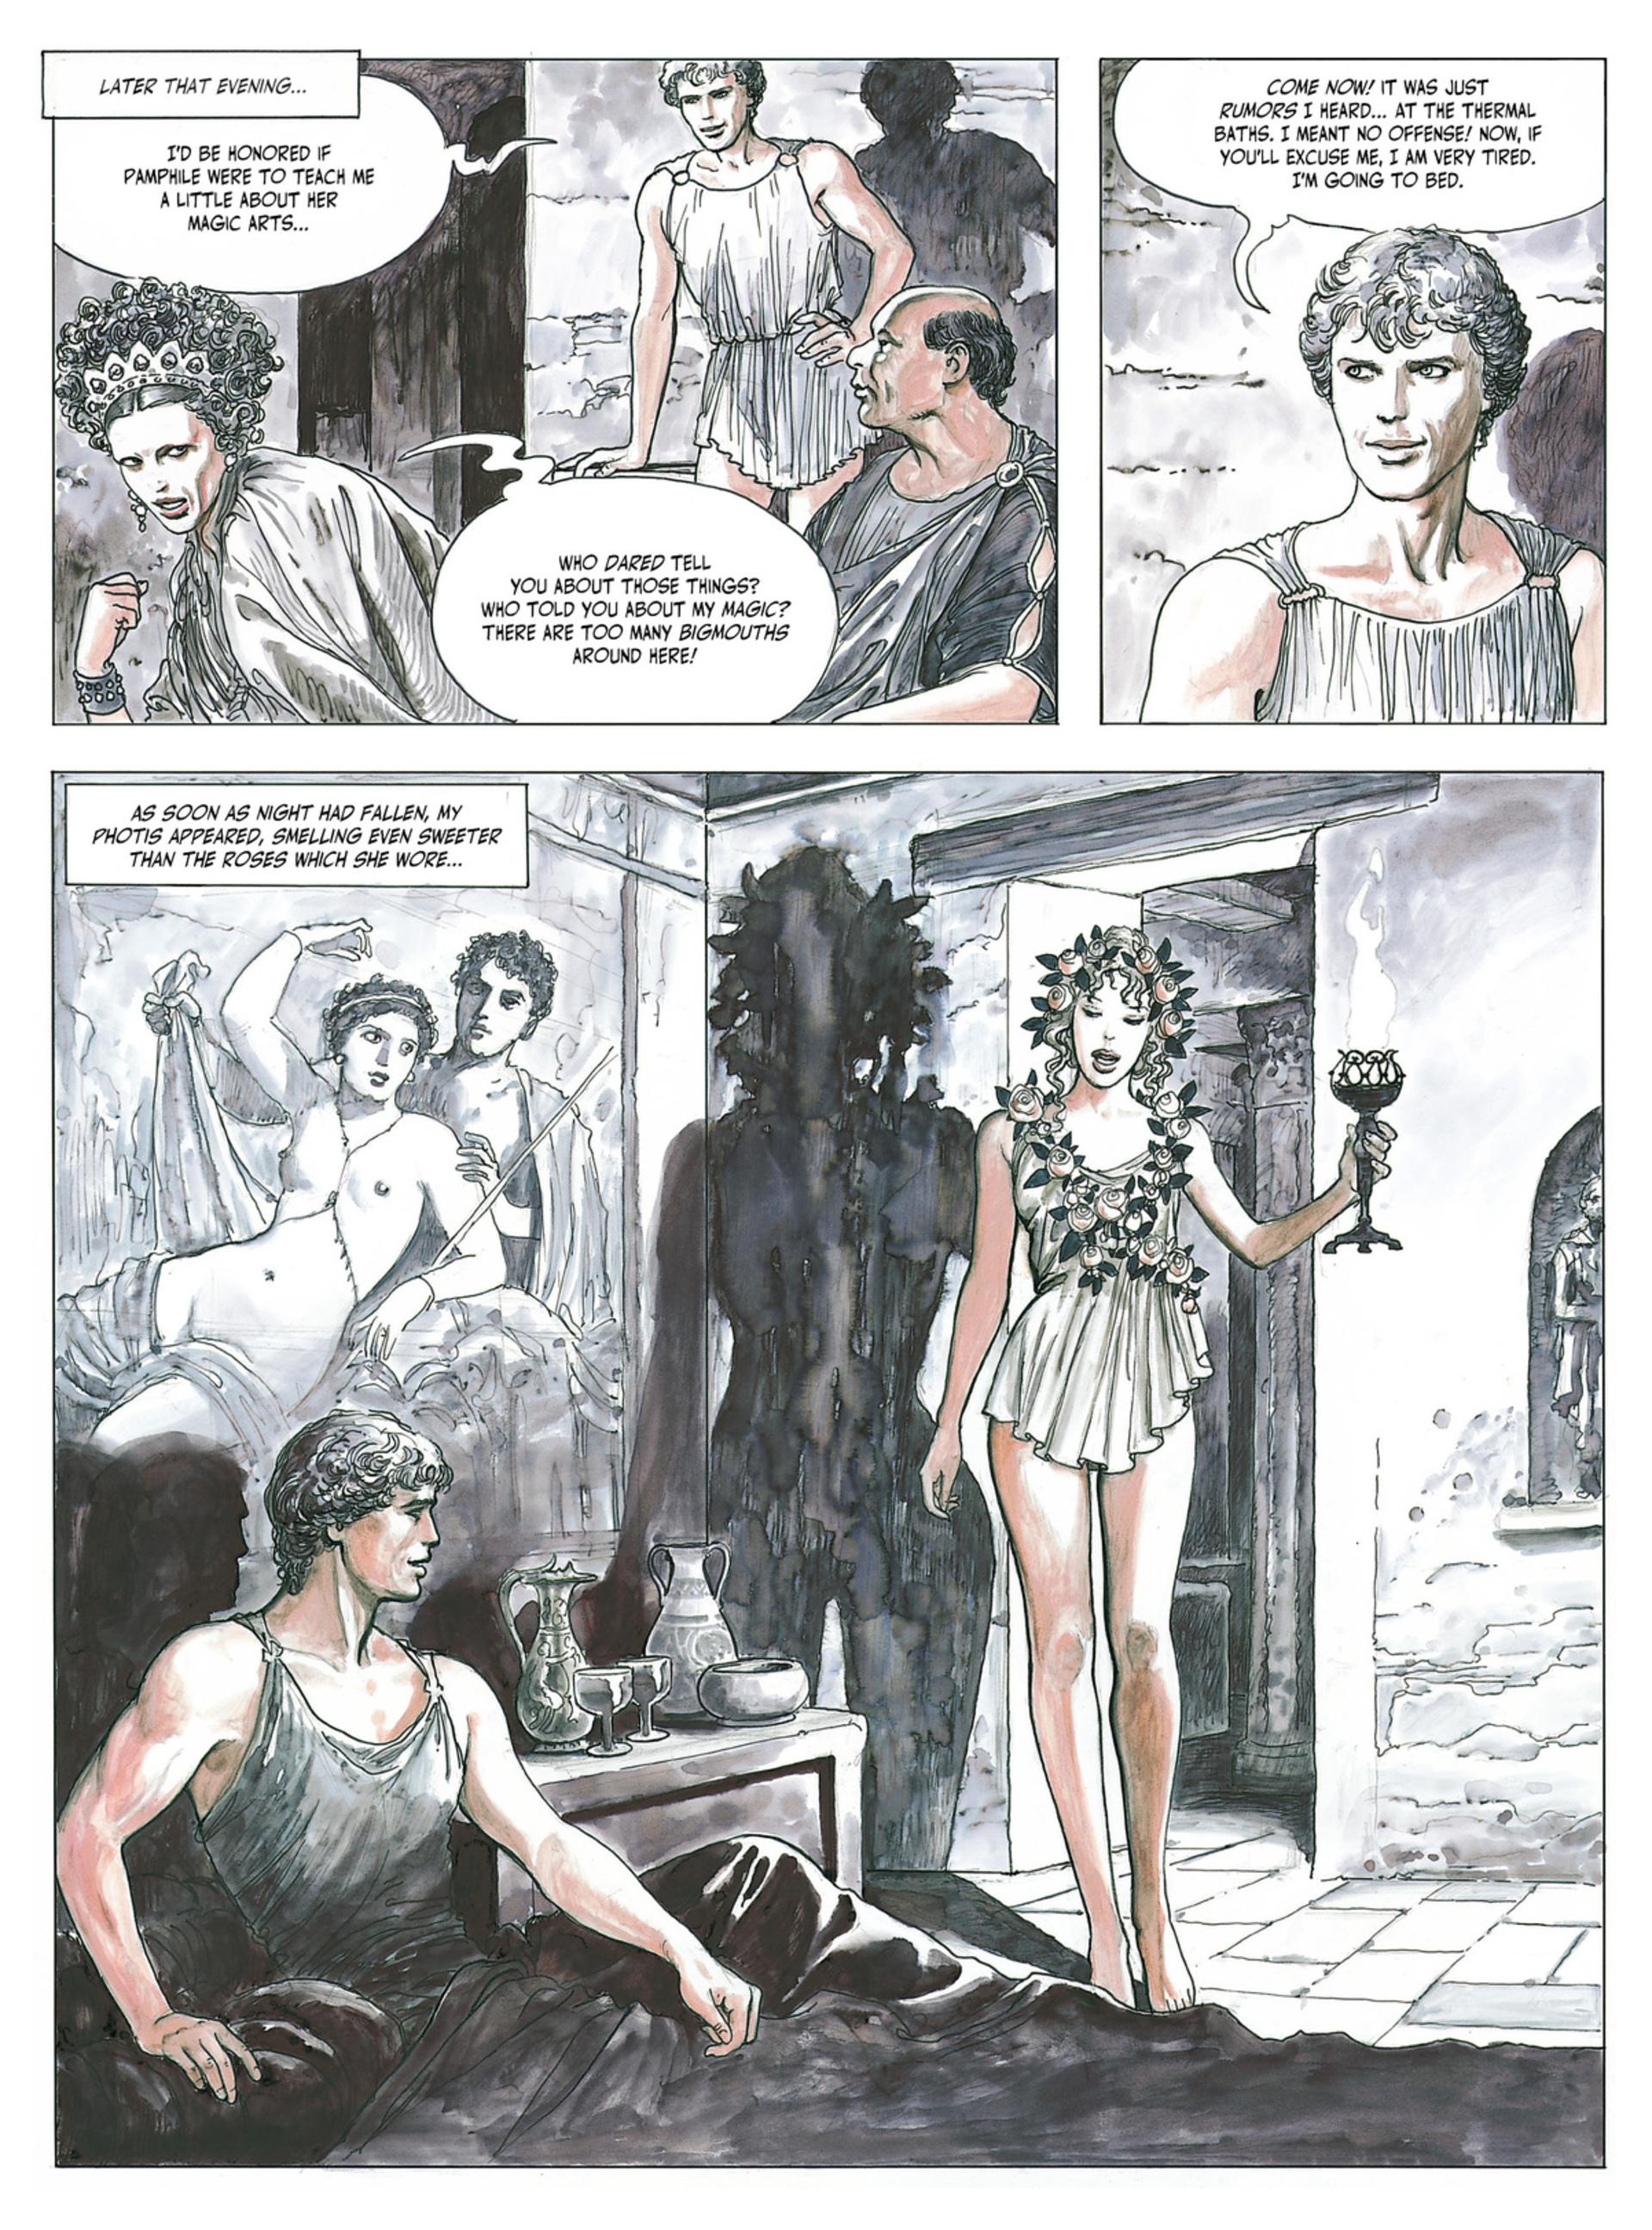 LATER THAT EVENING...
I'D BE HONORED IF
PAMPHILE WERE TO TEACH ME
A LITTLE ABOUT HER
MAGIC ARTS...
WHO DARED TELL
YOU ABOUT THOSE THINGS?
WHO TOLD YOU ABOUT MY MAGIC?
THERE ARE TOO MANY BIGMOUTHS
AROUND HERE!
COME NOW! IT WAS JUST
RUMORS I HEARD... AT THE THERMAL
BATHS. I MEANT NO OFFENSE! NOW, IF
YOU'LL EXCUSE ME, I AM VERY TIRED.
I'M GOING TO BED.
AS SOON AS NIGHT HAD FALLEN, MY
PHOTIS APPEARED, SMELLING EVEN SWEETER
THAN THE ROSES WHICH SHE WORE...